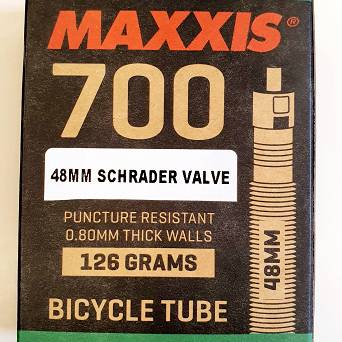 MAXXIS®
700
48MM SCHRADER VALVE
PUNCTURE RESISTANT
0.80MM THICK WALLS
126 GRAMS
BICYCLE TUBE
48MM